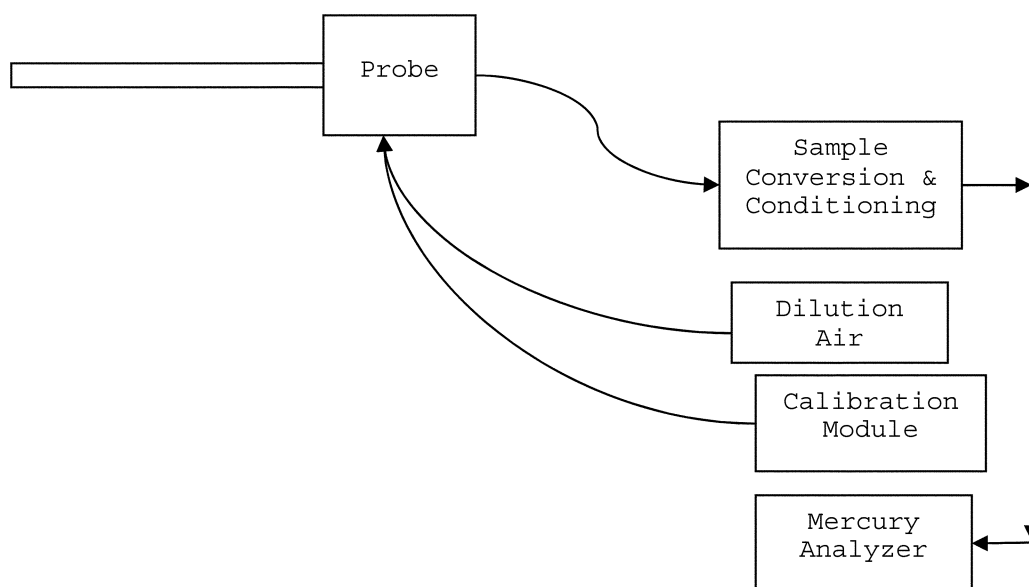 Probe
Sample
Conversion &
Conditioning
Dilution
Air
Calibration
Module
Mercury
Analyzer